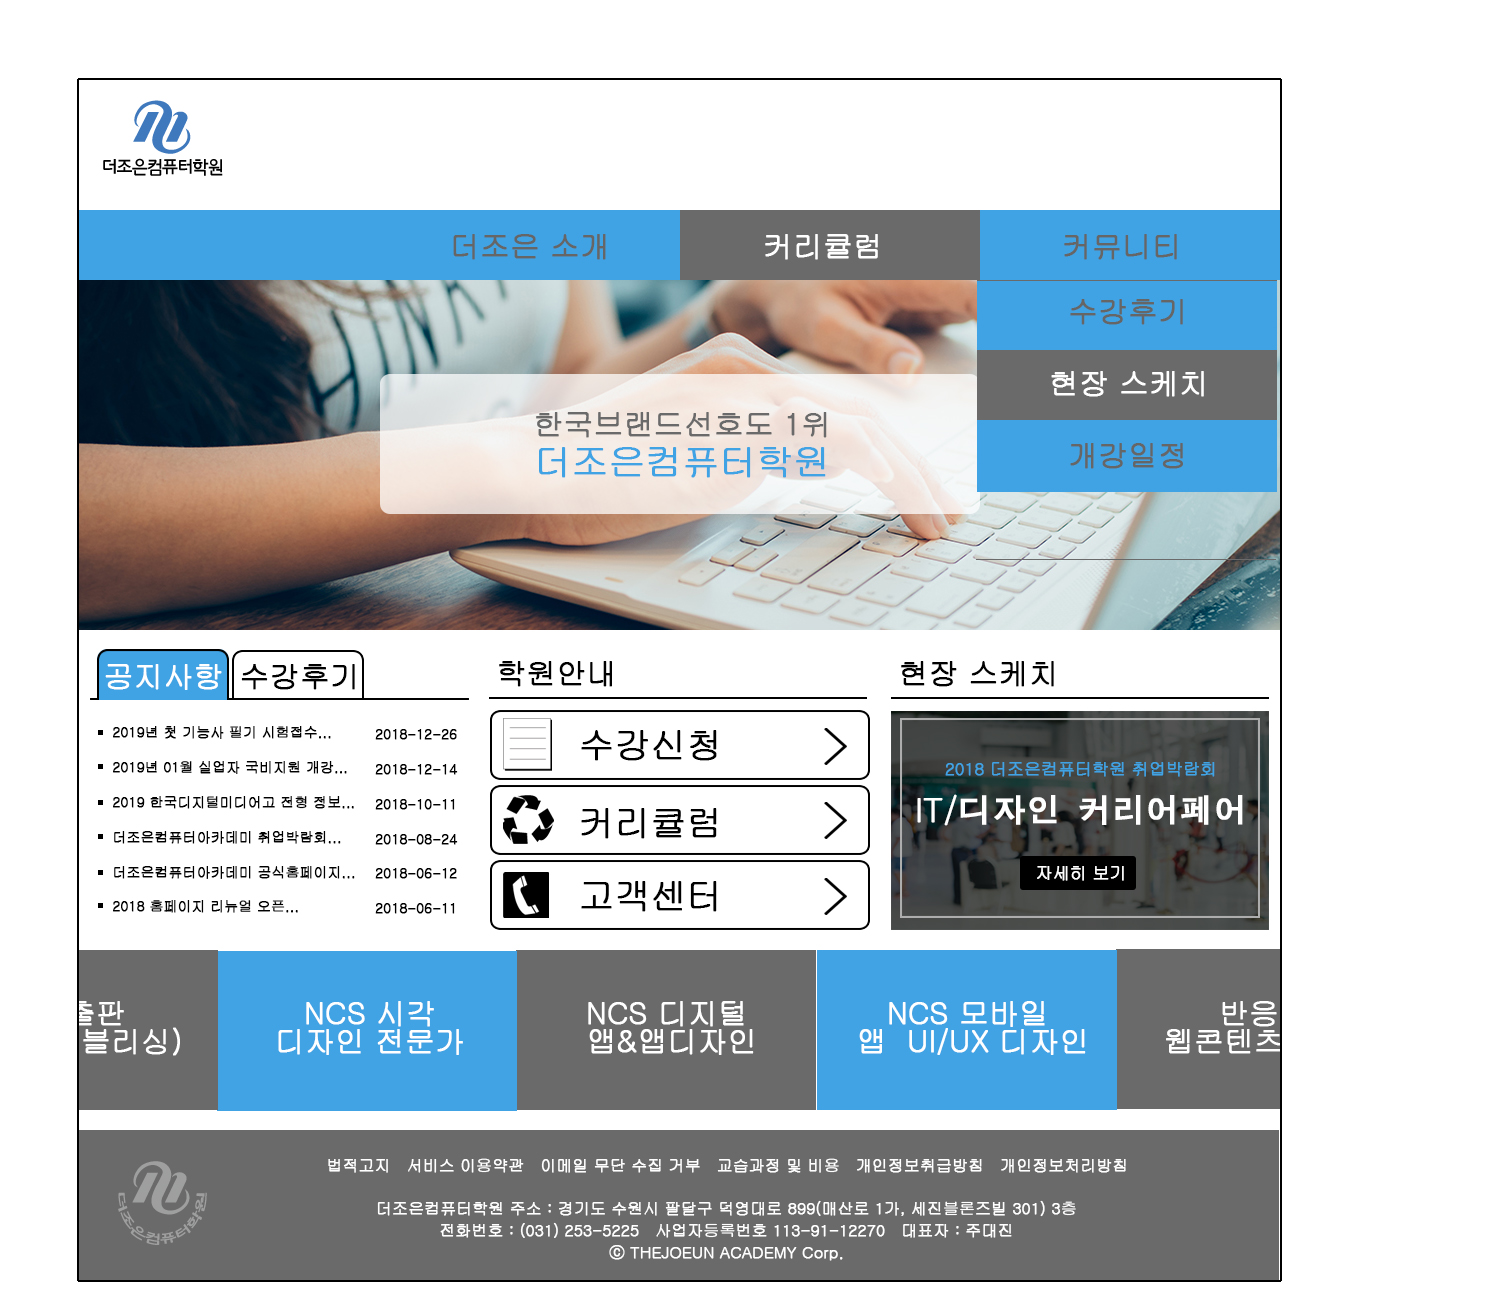 더조은컴퓨터학원
더조은 소개
커리큘럼
커뮤니티
수강후기
현장 스케치
개강일정
한국브랜드선호도 1위
더조은컴퓨터학원
공지사항
수강후기
2019년 첫 기능사 필기 시험접수... 2018-12-26
2019년 01월 실업자 국비지원 개강... 2018-12-14
2019 한국디지털미디어고 전형 정보... 2018-10-11
더조은컴퓨터아카데미 취업박람회... 2018-08-24
더조은컴퓨터아카데미 공식홈페이지... 2018-06-12
2018 홈페이지 리뉴얼 오픈... 2018-06-11
학원안내
수강신청
커리큘럼
고객센터
현장 스케치
2018 더조은컴퓨터학원 취업박람회
IT/디자인 커리어페어
자세히 보기
출판
블리싱)
NCS 시각
디자인 전문가
NCS 디지털
앱&앱디자인
NCS 모바일
앱 UI/UX 디자인
반응
웹콘텐츠
더조은컴퓨터학원
법적고지 서비스 이용약관 이메일 무단 수집 거부 교습과정 및 비용 개인정보취급방침 개인정보처리방침
더조은컴퓨터학원 주소 : 경기도 수원시 팔달구 덕영대로 899(매산로 1가, 세진블론즈빌 301) 3층
전화번호 : (031) 253-5225 사업자등록번호 113-91-12270 대표자 : 주대진
ⓒ THEJOEUN ACADEMY Corp.